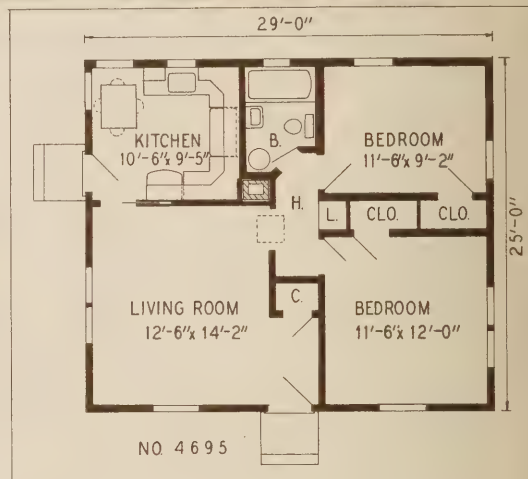 29'-0"
KITCHEN
10'-6"x 9'-5"
B.
BEDROOM
11'-6"x 9'-2"
H.
L.
CLO.
CLO.
25'-0"
LIVING ROOM
12'-6"x 14'-2"
C.
BEDROOM
11'-6"x 12'-0"
NO. 4695